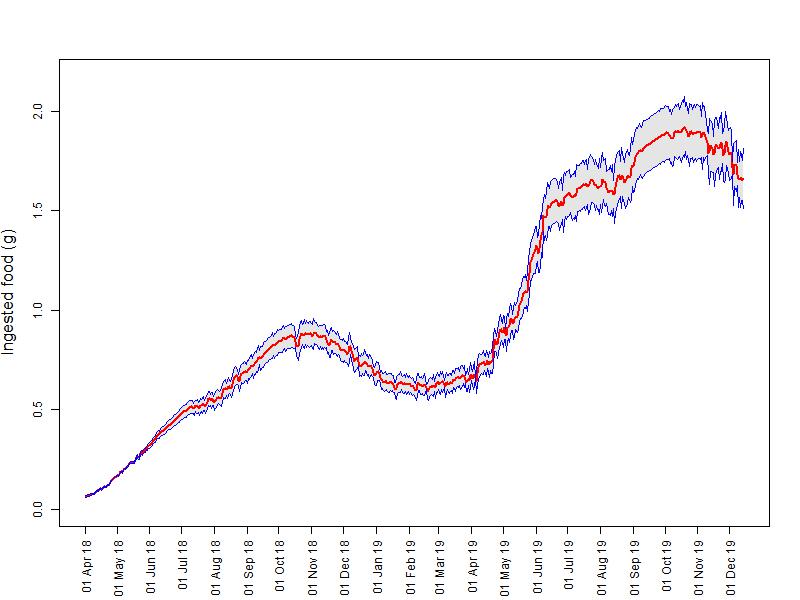 Ingested food (g)
2.0
1.5
1.0
0.5
0.0
01 Apr 18
01 May 18
01 Jun 18
01 Jul 18
01 Aug 18
01 Sep 18
01 Oct 18
01 Nov 18
01 Dec 18
01 Jan 19
01 Feb 19
01 Mar 19
01 Apr 19
01 May 19
01 Jun 19
01 Jul 19
01 Aug 19
01 Sep 19
01 Oct 19
01 Nov 19
01 Dec 19